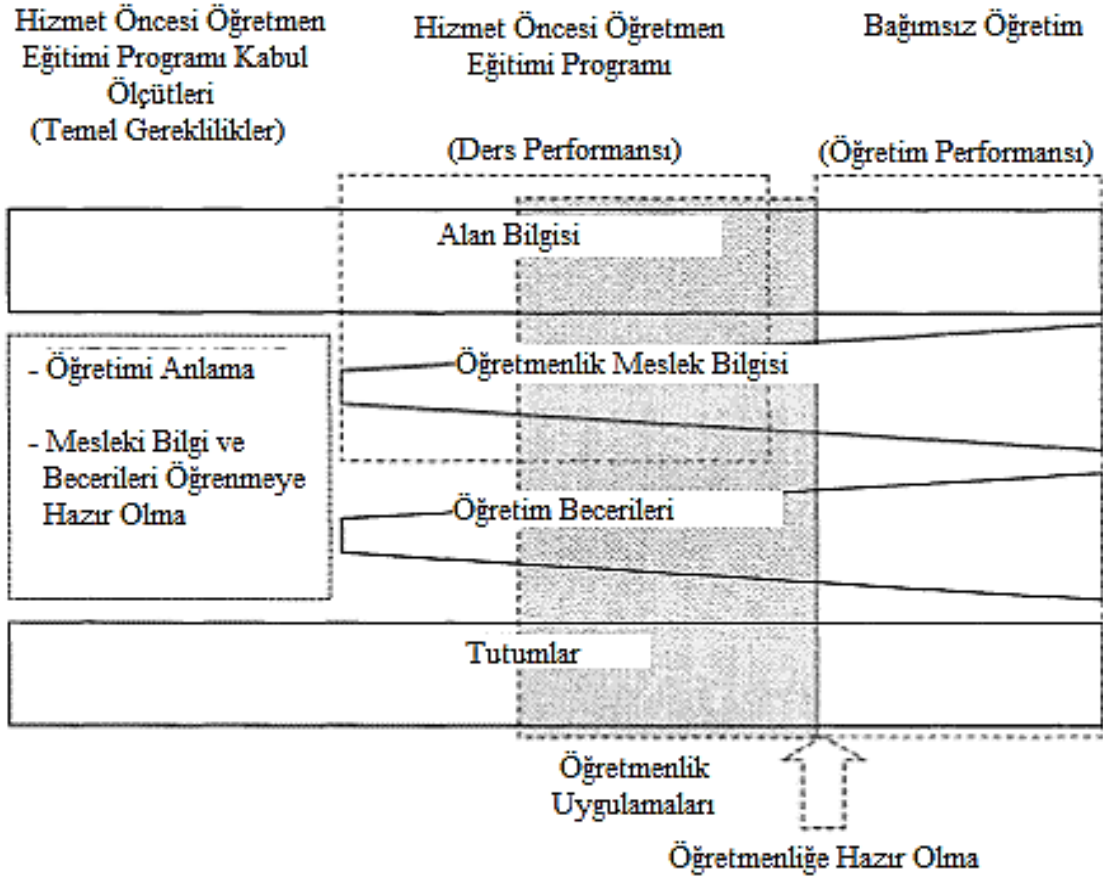 Hizmet Öncesi Öğretmen
Eğitimi Programı Kabul
Ölçütleri
(Temel Gereklilikler)
Hizmet Öncesi Öğretmen
Eğitimi Programı
Bağımsız Öğretim
(Ders Performansı)
(Öğretim Performansı)
Alan Bilgisi
- Öğretimi Anlama
- Mesleki Bilgi ve
Becerileri Öğrenmeye
Hazır Olma
Öğretmenlik Meslek Bilgisi
Öğretim Becerileri
Tutumlar
Öğretmenlik
Uygulamaları
Öğretmenliğe Hazır Olma